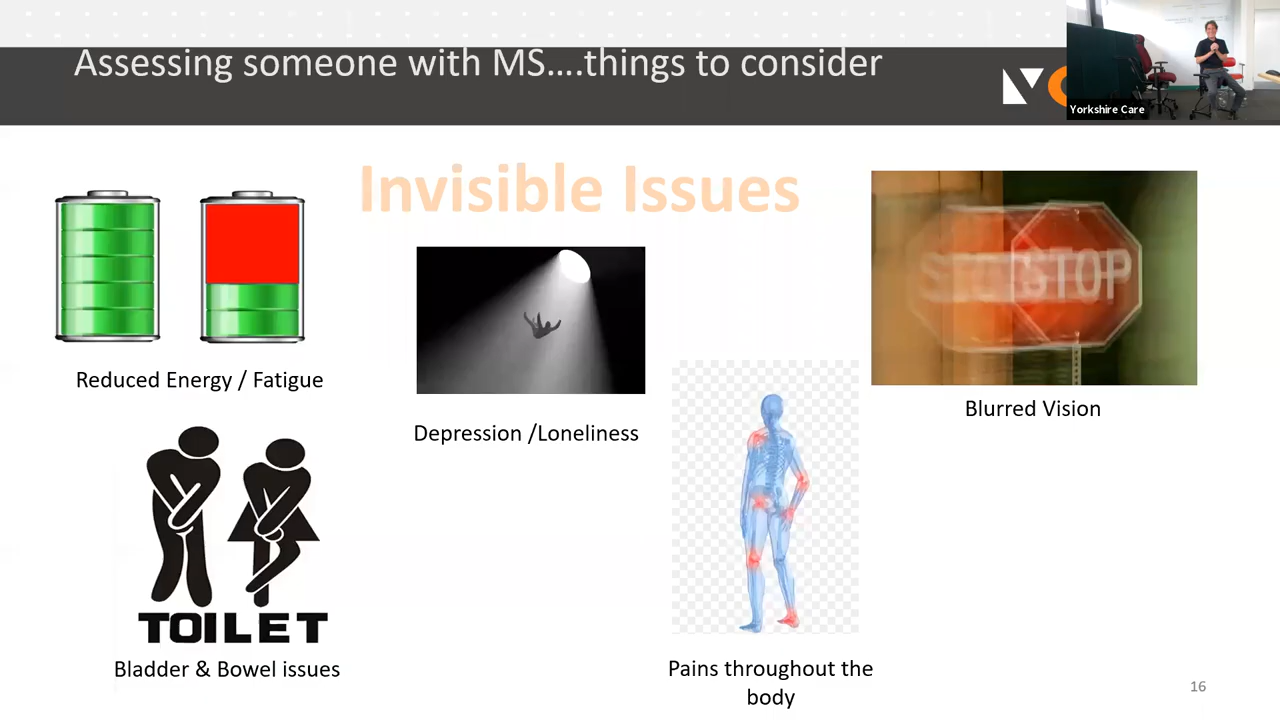 Assessing someone with MS....things to consider
Yorkshire Care
Invisible Issues
STOP
Reduced Energy / Fatigue
Depression /Loneliness
Blurred Vision
TOILET
Bladder & Bowel issues
Pains throughout the
body
16